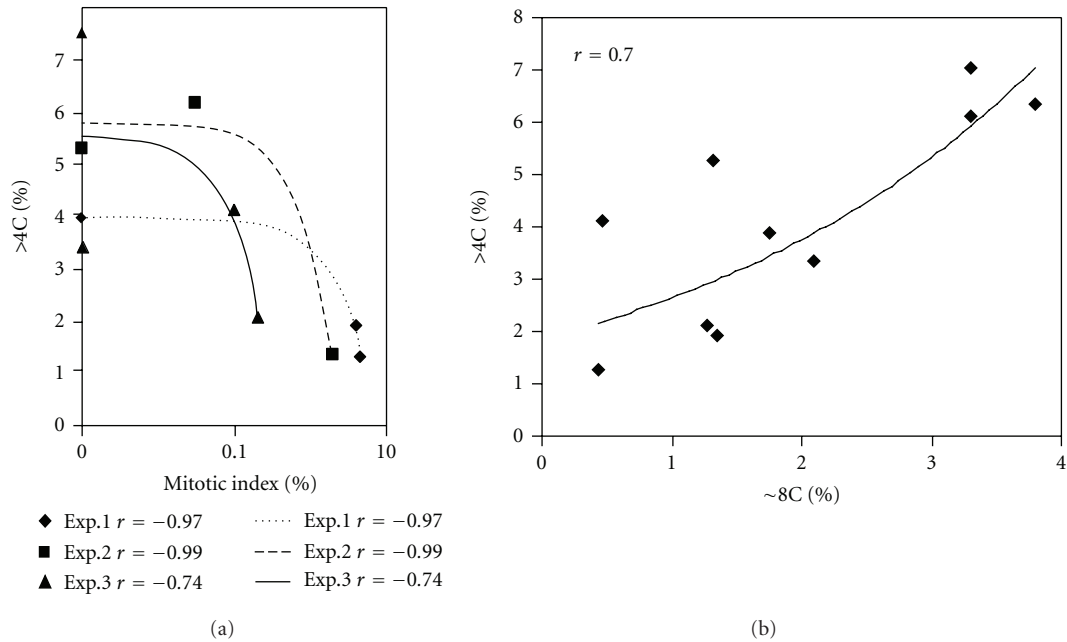 7
6
5
4
3
2
1
0
>4C (%)
0 0.1 10
Mitotic index (%)
Exp.1 r = −0.97
Exp.2 r = −0.99
Exp.3 r = −0.74
Exp.1 r = −0.97
Exp.2 r = −0.99
Exp.3 r = −0.74
(a)
8
7
6
5
4
3
2
1
0
>4C (%)
r = 0.7
0 1 2 3 4
~8C (%)
(b)